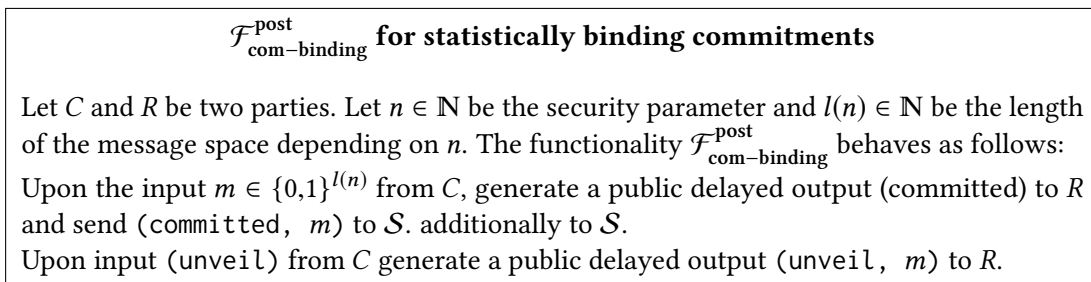 ℱ^post_com−binding for statistically binding commitments
Let C and R be two parties. Let n ∈ ℕ be the security parameter and l(n) ∈ ℕ be the length
of the message space depending on n. The functionality ℱ^post_com−binding behaves as follows:
Upon the input m ∈ {0,1}^l(n) from C, generate a public delayed output (committed) to R
and send (committed, m) to 𝒮. additionally to 𝒮.
Upon input (unveil) from C generate a public delayed output (unveil, m) to R.